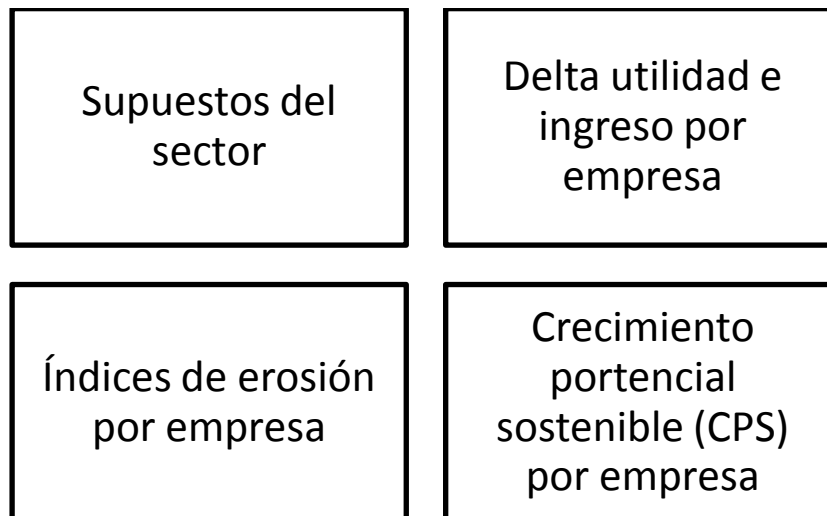 Supuestos del
sector
Delta utilidad e
ingreso por
empresa
Índices de erosión
por empresa
Crecimiento
portencial
sostenible (CPS)
por empresa